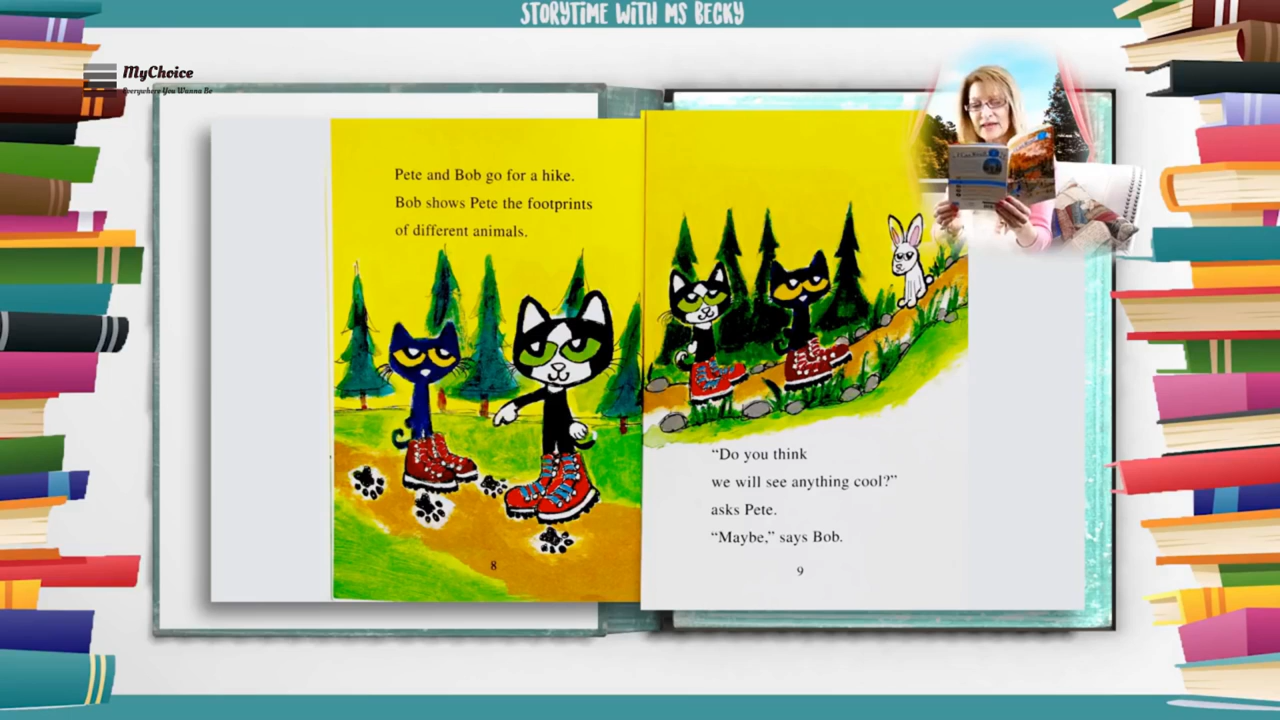 STORYTIME WITH MS BECKY
MyChoice
Everywhere You Wanna Be
I Can Read!
Pete and Bob go for a hike.
Bob shows Pete the footprints
of different animals.
8
“Do you think
we will see anything cool?”
asks Pete.
“Maybe,” says Bob.
9